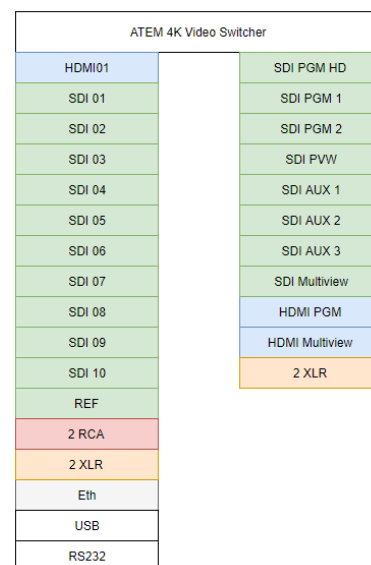 ATEM 4K Video Switcher
HDMI01
SDI 01
SDI 02
SDI 03
SDI 04
SDI 05
SDI 06
SDI 07
SDI 08
SDI 09
SDI 10
REF
2 RCA
2 XLR
Eth
USB
RS232
SDI PGM HD
SDI PGM 1
SDI PGM 2
SDI PVW
SDI AUX 1
SDI AUX 2
SDI AUX 3
SDI Multiview
HDMI PGM
HDMI Multiview
2 XLR